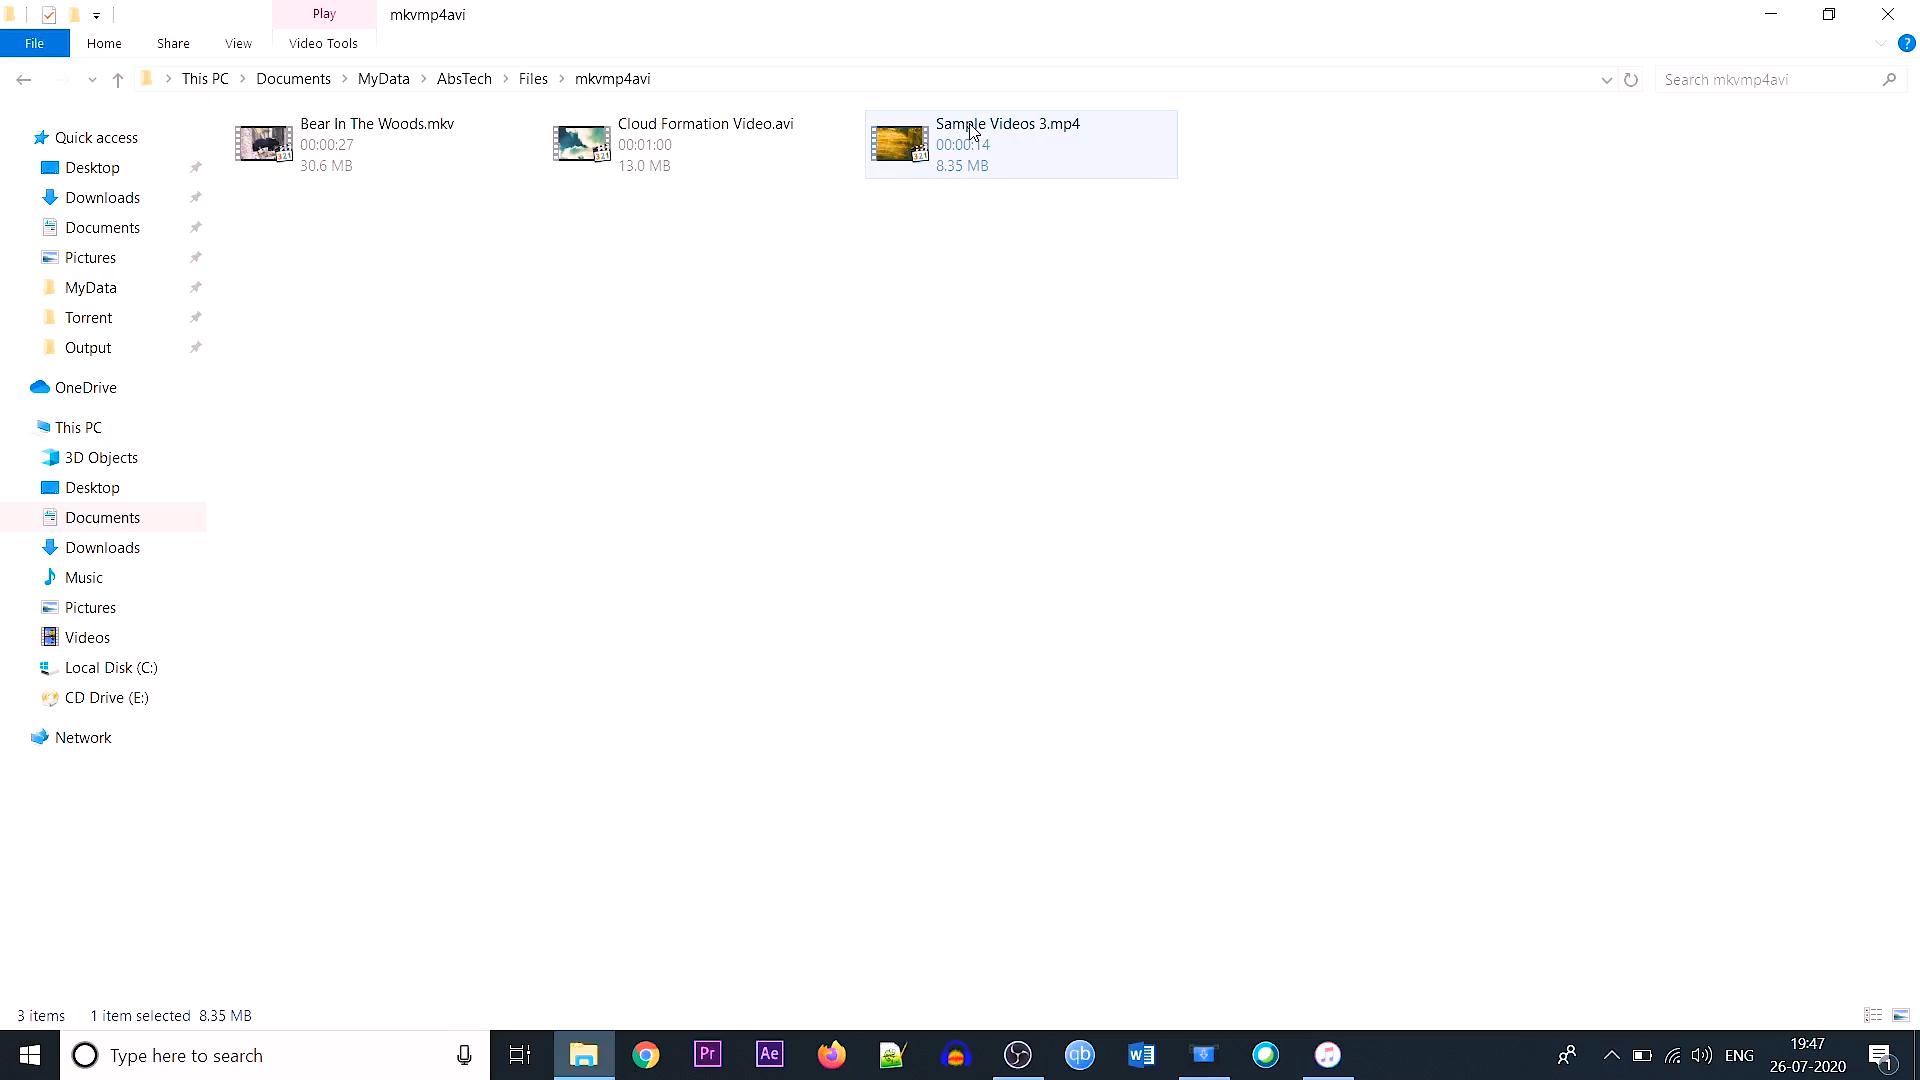 Play
mkvmp4avi
File
Home
Share
View
Video Tools
This PC > Documents > MyData > AbsTech > Files > mkvmp4avi
Search mkvmp4avi
Quick access
Desktop
Downloads
Documents
Pictures
MyData
Torrent
Output
OneDrive
This PC
3D Objects
Desktop
Documents
Downloads
Music
Pictures
Videos
Local Disk (C:)
CD Drive (E:)
Network
Bear In The Woods.mkv
00:00:27
30.6 MB
Cloud Formation Video.avi
00:01:00
13.0 MB
Sample Videos 3.mp4
00:00:14
8.35 MB
3 items
1 item selected 8.35 MB
Type here to search
Pr
Ae
qb
W
ENG
19:47
26-07-2020
1